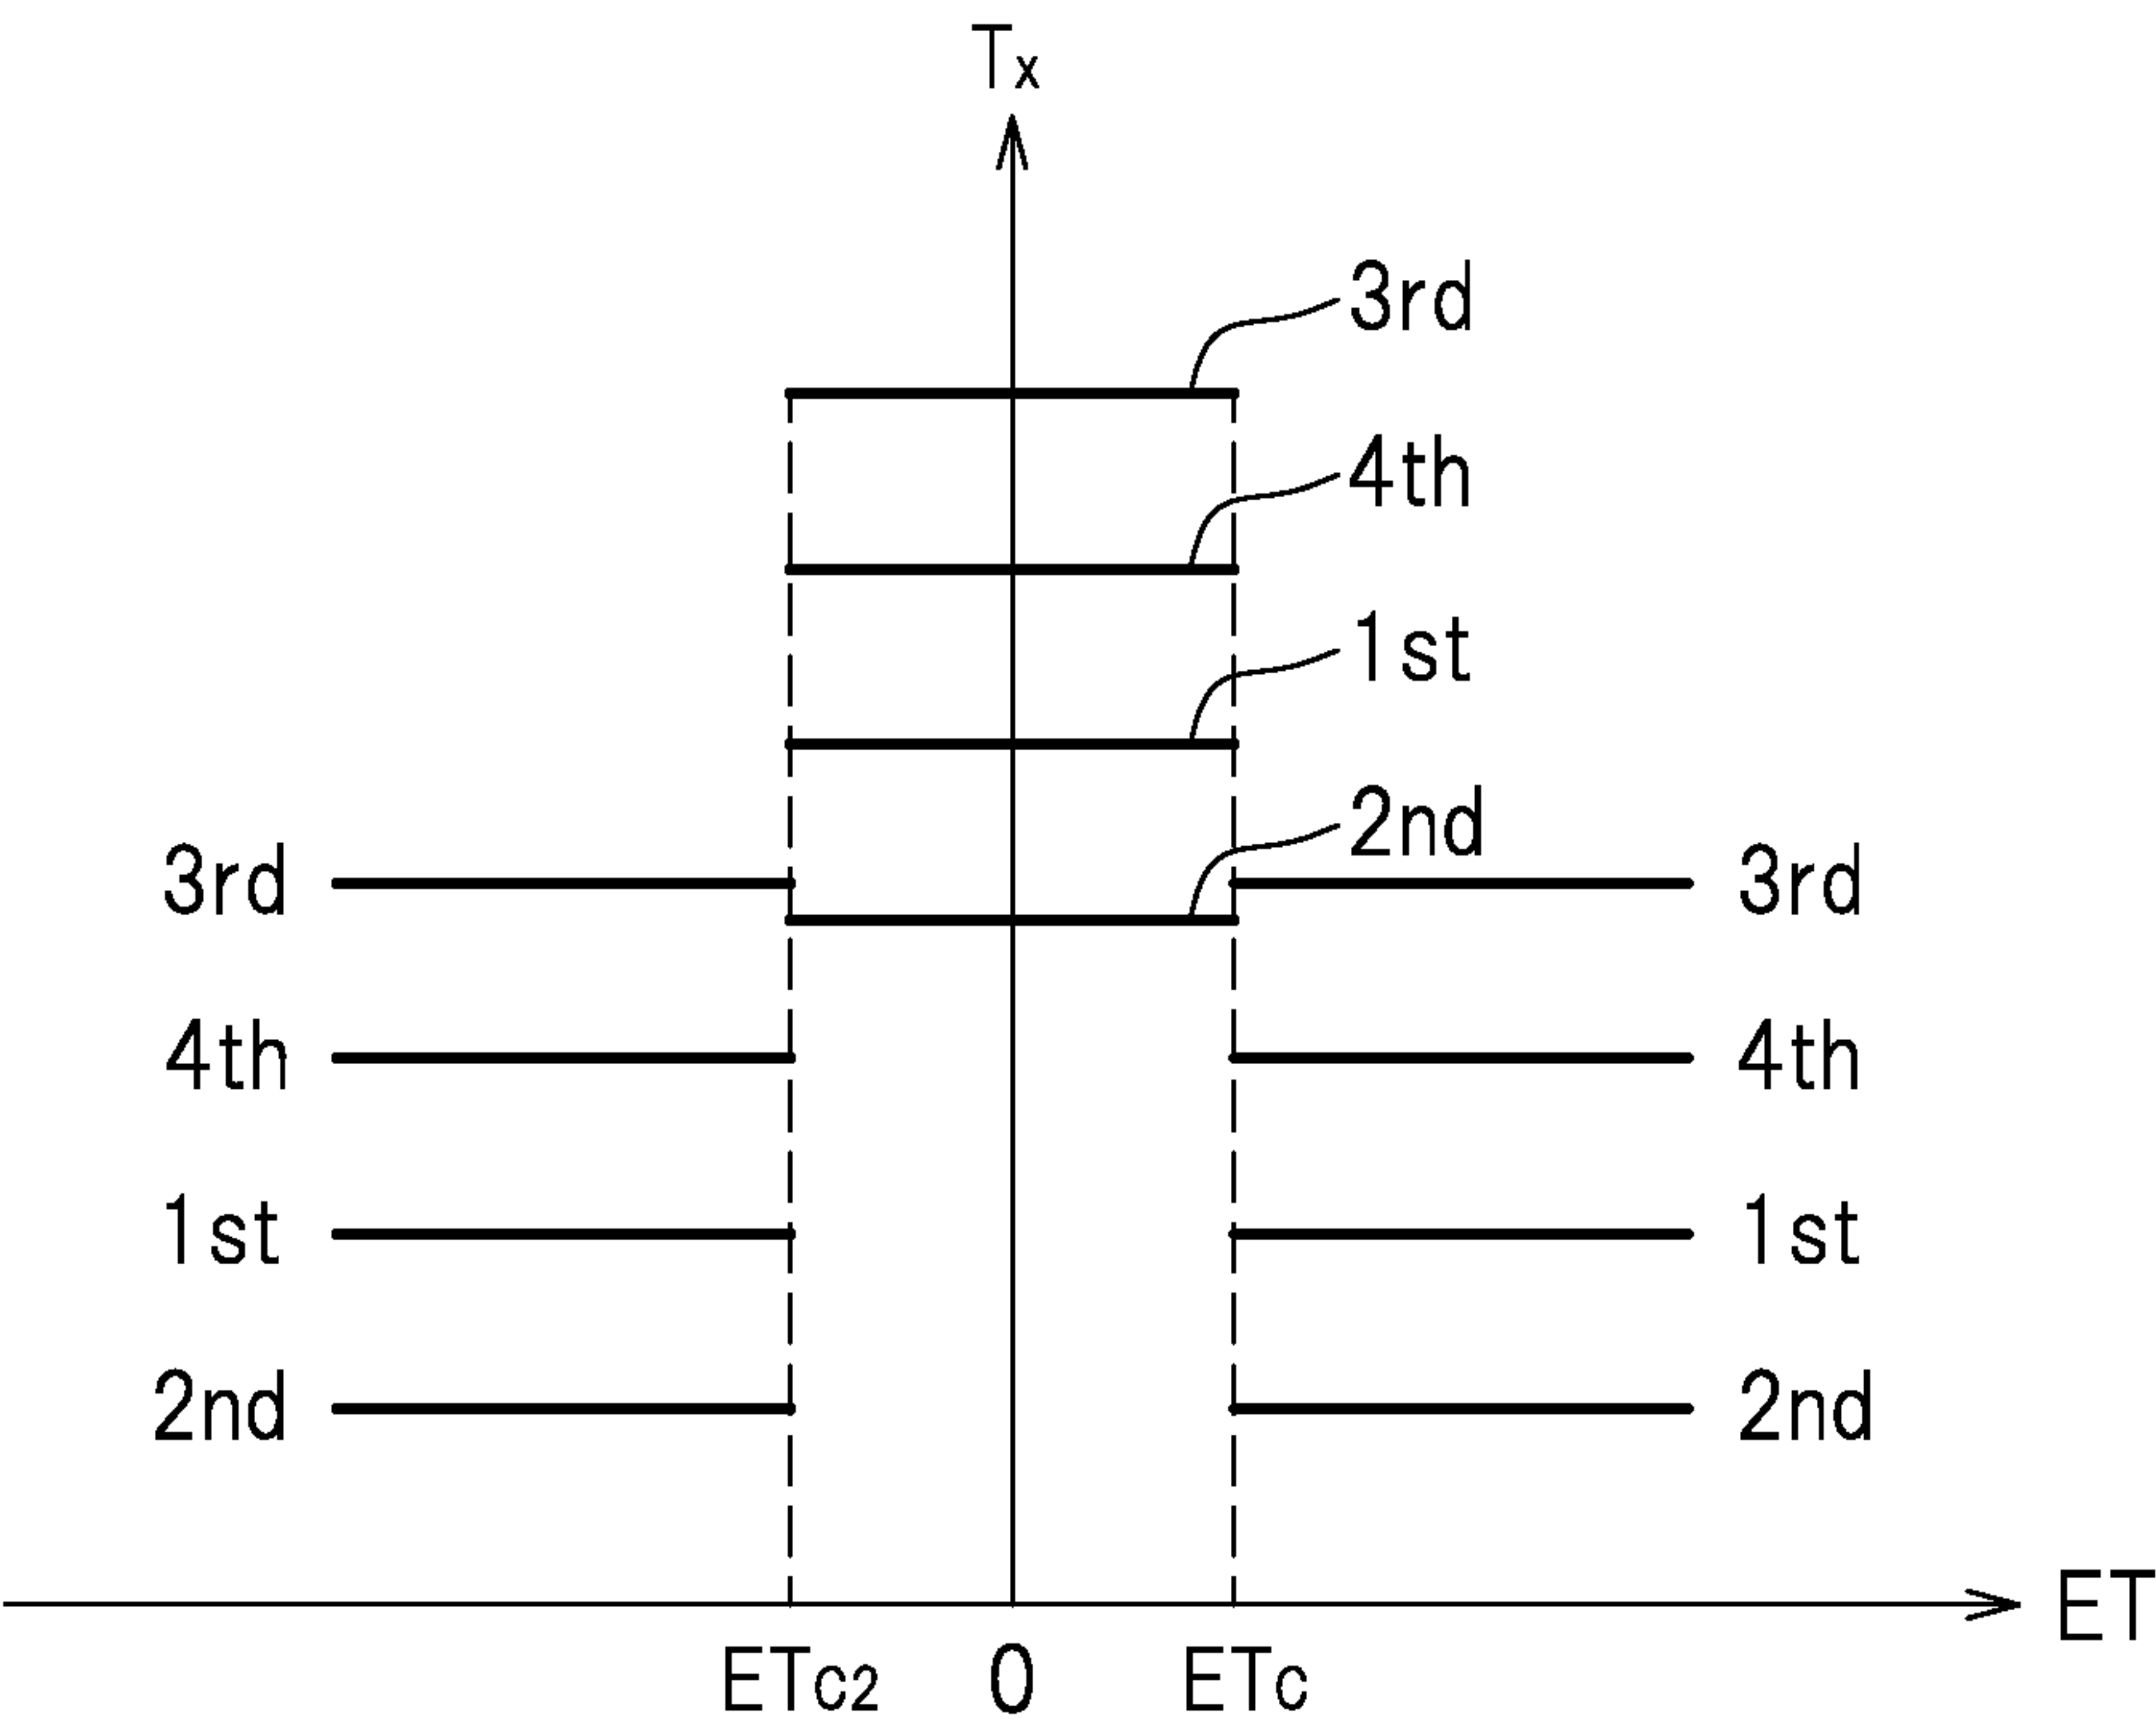 Tx
3rd
4th
1st
2nd
3rd 3rd
4th 4th
1st 1st
2nd 2nd
ET
ETc2 0 ETc